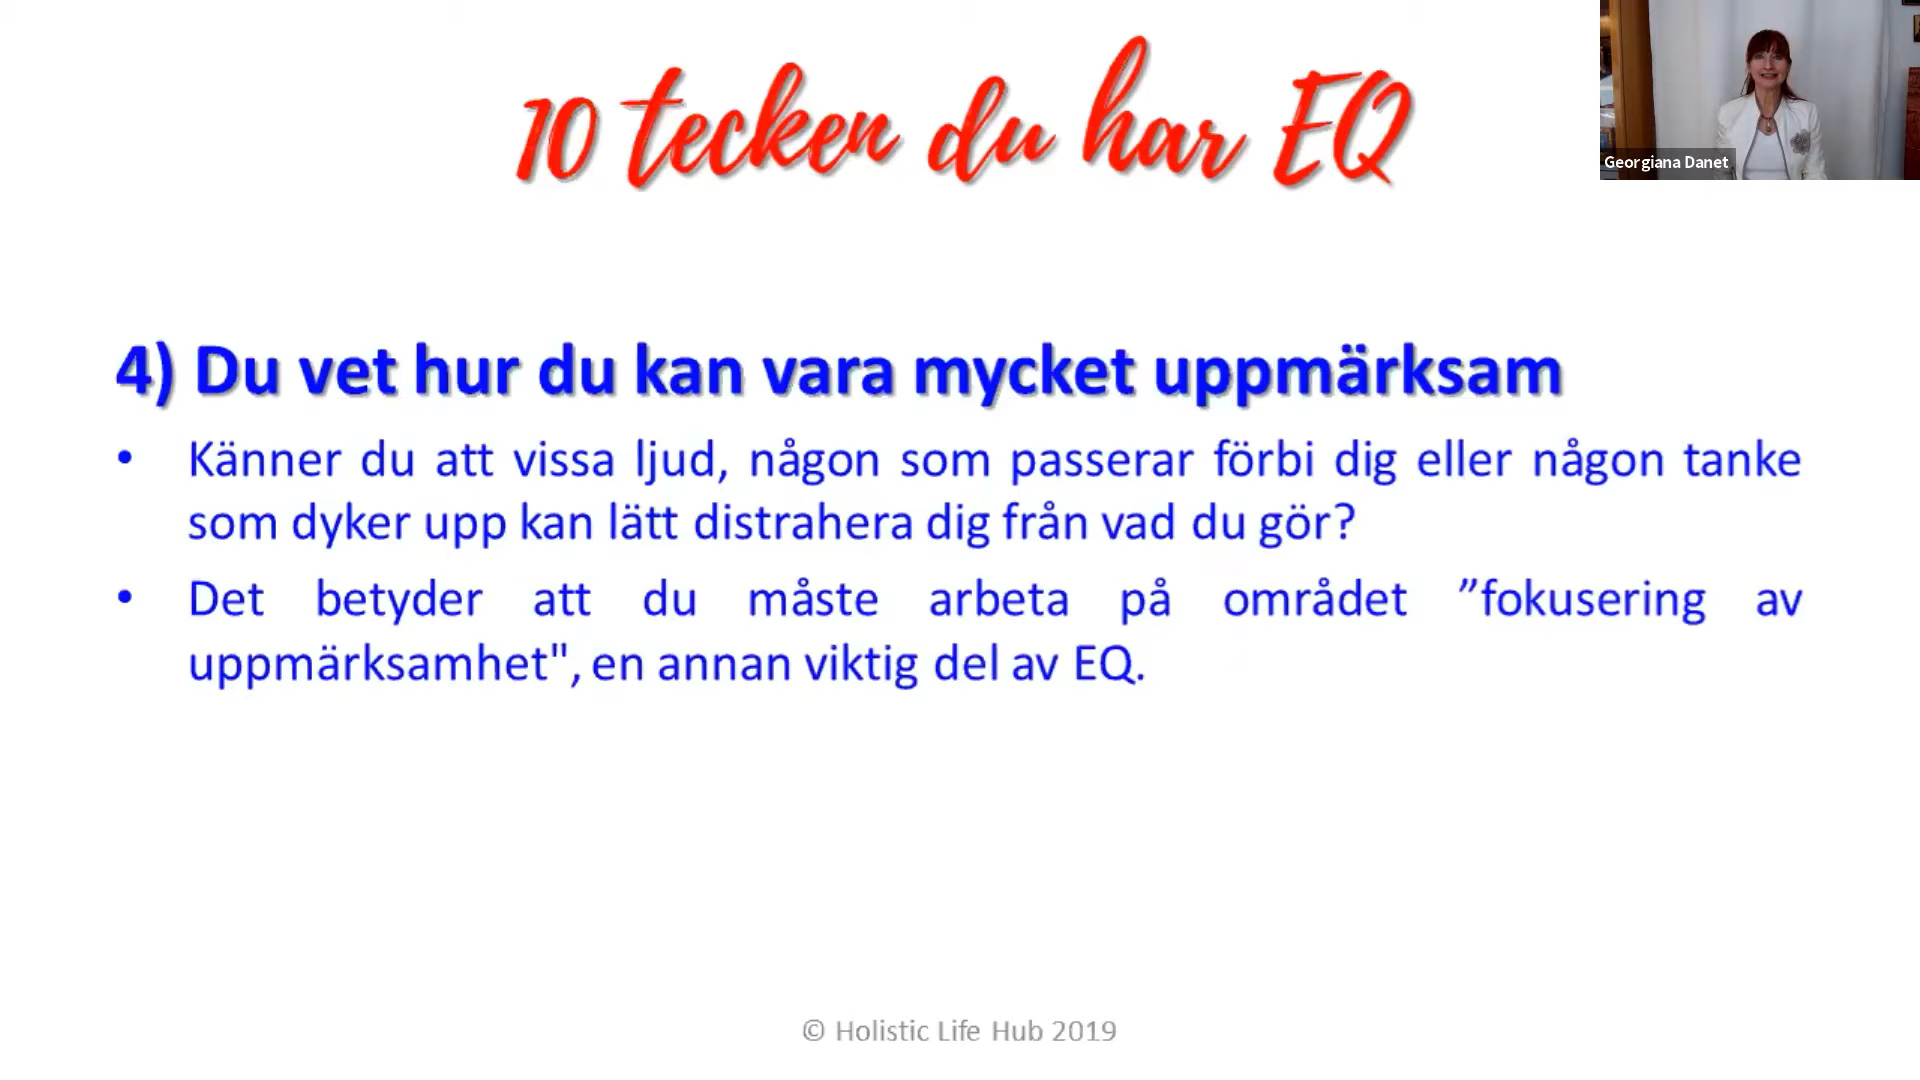 10 tecken du har EQ
Georgiana Danet
4) Du vet hur du kan vara mycket uppmärksam
• Känner du att vissa ljud, någon som passerar förbi dig eller någon tanke
som dyker upp kan lätt distrahera dig från vad du gör?
• Det betyder att du måste arbeta på området ”fokusering av
uppmärksamhet", en annan viktig del av EQ.
© Holistic Life Hub 2019